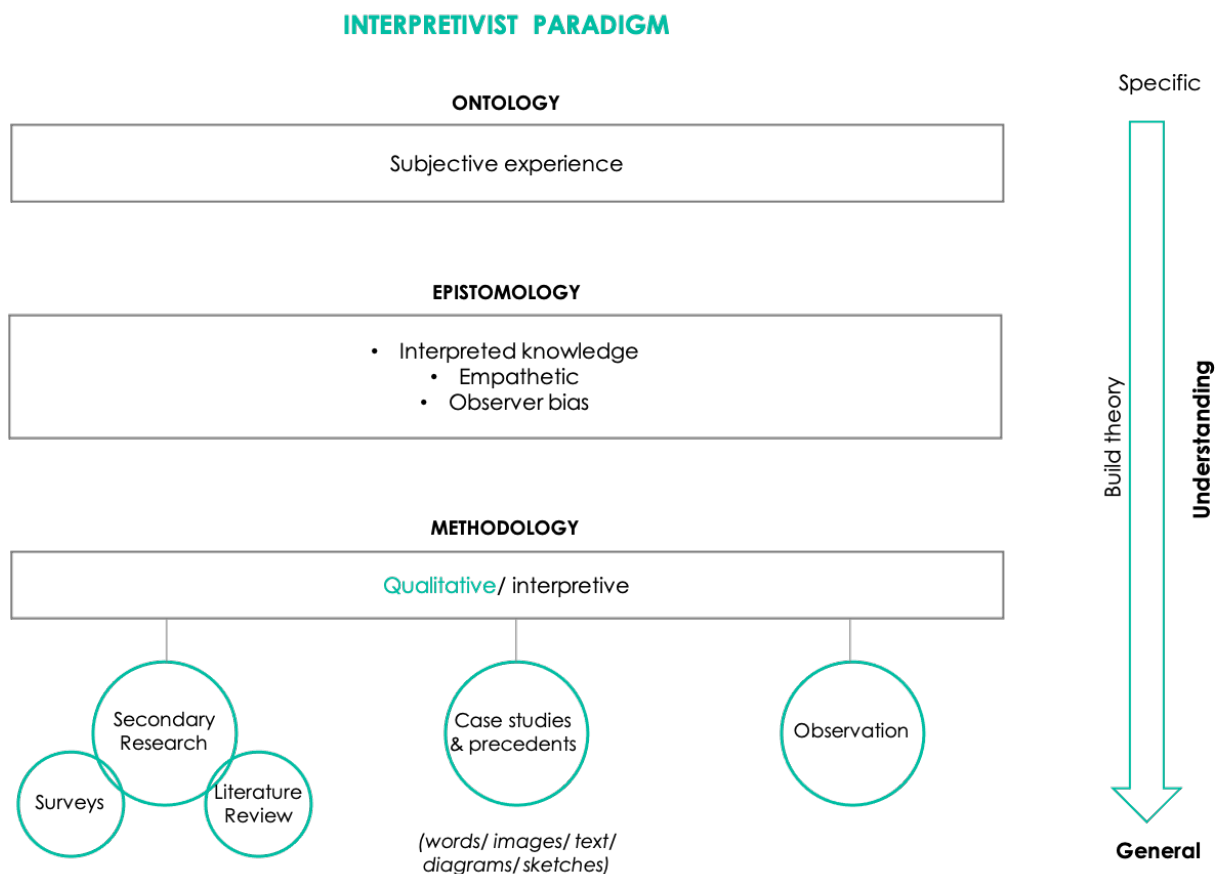 INTERPRETIVIST PARADIGM
ONTOLOGY
Subjective experience
EPISTOMOLOGY
• Interpreted knowledge
• Empathetic
• Observer bias
METHODOLOGY
Qualitative/ interpretive
Secondary
Research
Surveys
Literature
Review
Case studies
& precedents
(words/ images/ text/
diagrams/ sketches)
Observation
Specific
Build theory
Understanding
General